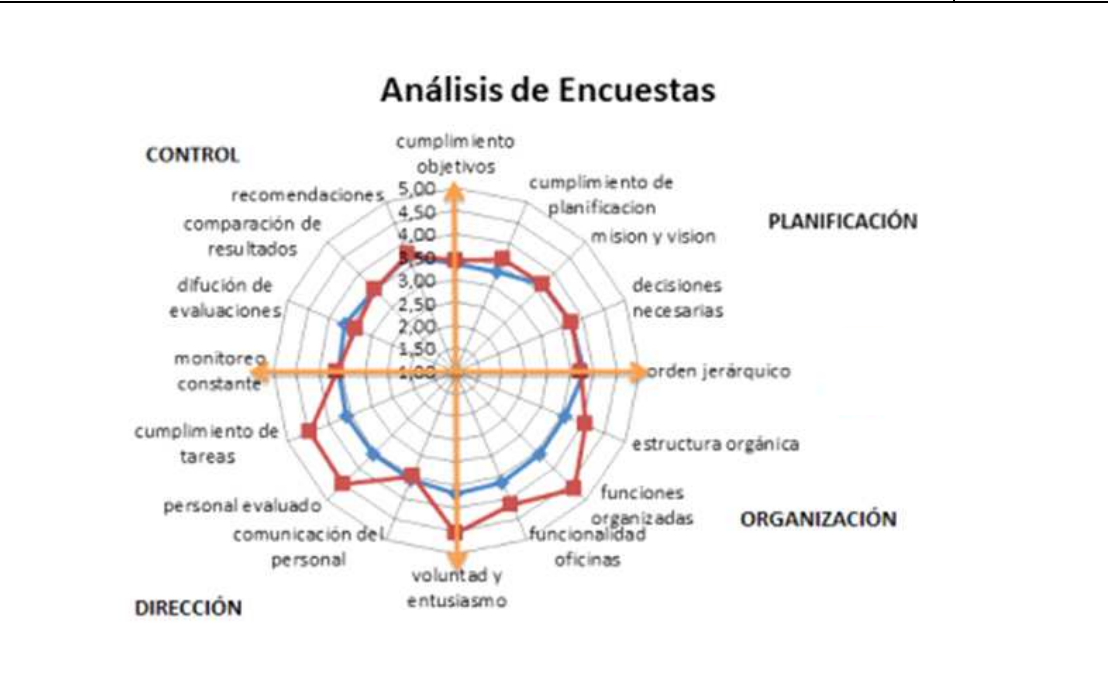 Análisis de Encuestas
CONTROL
cumplimiento
objetivos
recomendaciones
5,00
4,50
4,00
3,50
3,00
2,50
2,00
1,50
1,00
cumplimiento de
planificacion
mision y vision
PLANIFICACIÓN
decisiones
necesarias
orden jerárquico
estructura orgánica
funciones
organizadas
ORGANIZACIÓN
funcionalidad
oficinas
voluntad y
entusiasmo
comunicación del
personal
DIRECCIÓN
personal evaluado
cumplimiento de
tareas
monitoreo
constante
difución de
evaluaciones
comparación de
resultados